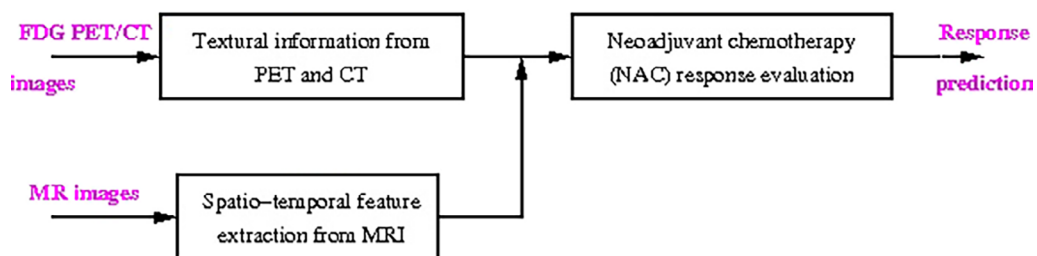 FDG PET/CT
images
Textural information from
PET and CT
Neoadjuvant chemotherapy
(NAC) response evaluation
Response
prediction
MR images
Spatio–temporal feature
extraction from MRI